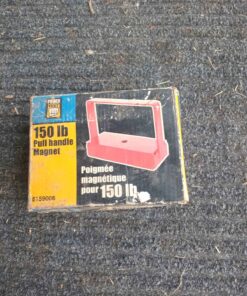 150 lb
Pull handle
Magnet
Poignée
magnétique
pour 150 lb
8159006